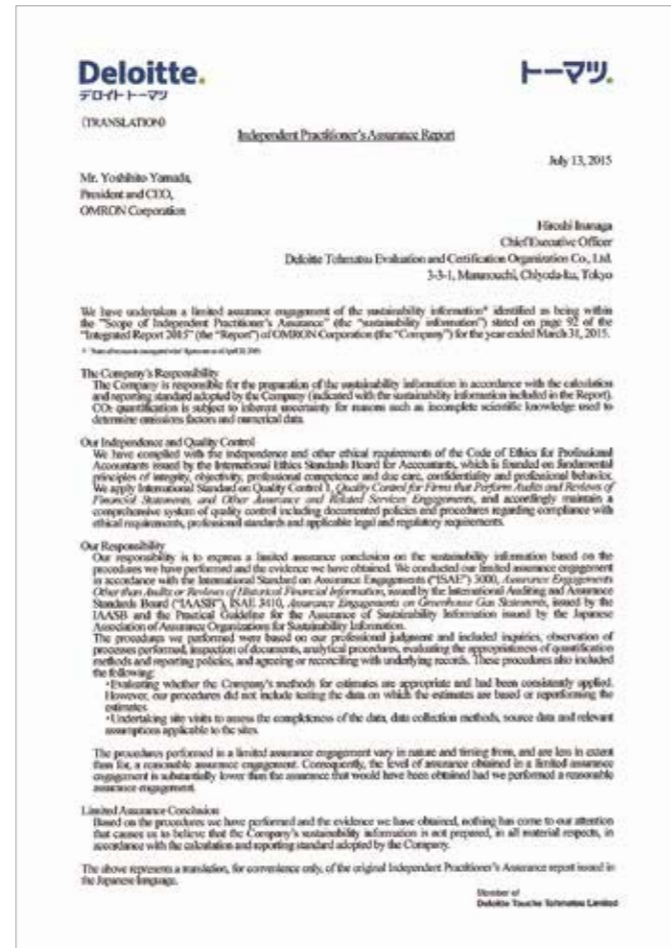 Deloitte.
デロイト トーマツ
トーマツ.
(TRANSLATION)
Independent Practitioner's Assurance Report
July 13, 2015
Mr. Yoshihito Yamada,
President and CEO,
OMRON Corporation
Hiroshi Inanaga
Chief Executive Officer
Deloitte Tohmatsu Evaluation and Certification Organization Co., Ltd.
3-3-1, Marunouchi, Chiyoda-ku, Tokyo
We have undertaken a limited assurance engagement of the sustainability information* identified as being within
the "Scope of Independent Practitioner's Assurance" (the "sustainability information") stated on page 92 of the
"Integrated Report 2015" (the "Report") of OMRON Corporation (the "Company") for the year ended March 31, 2015.
The Company's Responsibility
The Company is responsible for the preparation of the sustainability information in accordance with the calculation
and reporting standard adopted by the Company (indicated with the sustainability information included in the Report).
CO₂ quantification is subject to inherent uncertainty for reasons such as incomplete scientific knowledge used to
determine emissions factors and numerical data.
Our Independence and Quality Control
We have complied with the independence and other ethical requirements of the Code of Ethics for Professional
Accountants issued by the International Ethics Standards Board for Accountants, which is founded on fundamental
principles of integrity, objectivity, professional competence and due care, confidentiality and professional behavior.
We apply International Standard on Quality Control 1, Quality Control for Firms that Perform Audits and Reviews of
Financial Statements, and Other Assurance and Related Services Engagements, and accordingly maintain a
comprehensive system of quality control including documented policies and procedures regarding compliance with
ethical requirements, professional standards and applicable legal and regulatory requirements.
Our Responsibility
Our responsibility is to express a limited assurance conclusion on the sustainability information based on the
procedures we have performed and the evidence we have obtained. We conducted our limited assurance engagement
in accordance with the International Standard on Assurance Engagements ("ISAE") 3000, Assurance Engagements
Other than Audits or Reviews of Historical Financial Information, issued by the International Auditing and Assurance
Standards Board ("IAASB"), ISAE 3410, Assurance Engagements on Greenhouse Gas Statements, issued by the
IAASB and the Practical Guideline for the Assurance of Sustainability Information issued by the Japanese
Association of Assurance Organizations for Sustainability Information.
The procedures we performed were based on our professional judgment and included inquiries, observation of
processes performed, inspection of documents, analytical procedures, evaluating the appropriateness of quantification
methods and reporting policies, and agreeing or reconciling with underlying records. These procedures also included
the following:
・Evaluating whether the Company's methods for estimates are appropriate and had been consistently applied.
However, our procedures did not include testing the data on which the estimates are based or reperforming the
estimates.
・Undertaking site visits to assess the completeness of the data, data collection methods, source data and relevant
assumptions applicable to the sites.
The procedures performed in a limited assurance engagement vary in nature and timing from, and are less in extent
than for, a reasonable assurance engagement. Consequently, the level of assurance obtained in a limited assurance
engagement is substantially lower than the assurance that would have been obtained had we performed a reasonable
assurance engagement.
Limited Assurance Conclusion
Based on the procedures we have performed and the evidence we have obtained, nothing has come to our attention
that causes us to believe that the Company's sustainability information is not prepared, in all material respects, in
accordance with the calculation and reporting standard adopted by the Company.
The above represents a translation, for convenience only, of the original Independent Practitioner's Assurance report issued in
the Japanese language.
Member of
Deloitte Touche Tohmatsu Limited